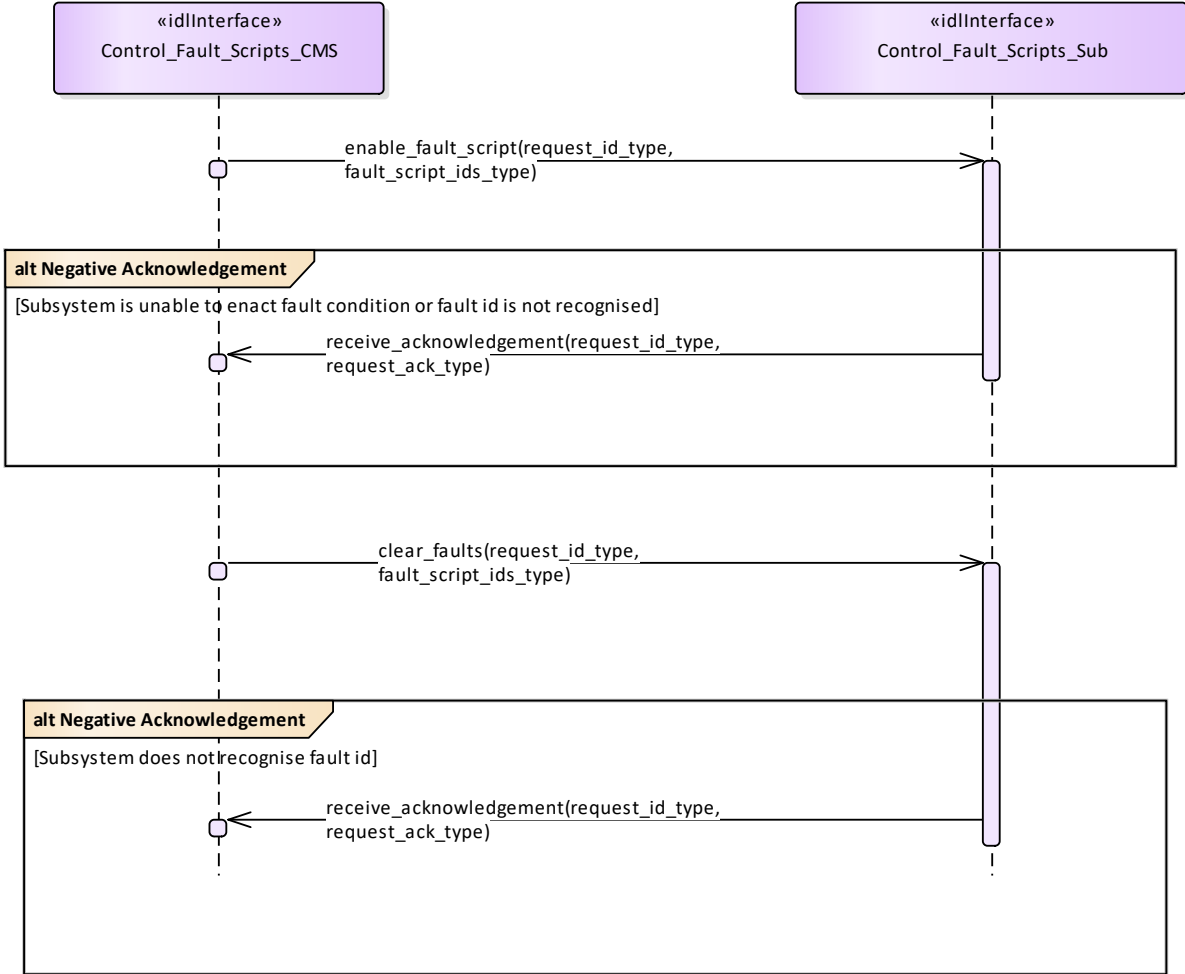 «idlInterface»
Control_Fault_Scripts_CMS
«idlInterface»
Control_Fault_Scripts_Sub
enable_fault_script(request_id_type,
fault_script_ids_type)
alt Negative Acknowledgement
[Subsystem is unable to enact fault condition or fault id is not recognised]
receive_acknowledgement(request_id_type,
request_ack_type)
clear_faults(request_id_type,
fault_script_ids_type)
alt Negative Acknowledgement
[Subsystem does not recognise fault id]
receive_acknowledgement(request_id_type,
request_ack_type)